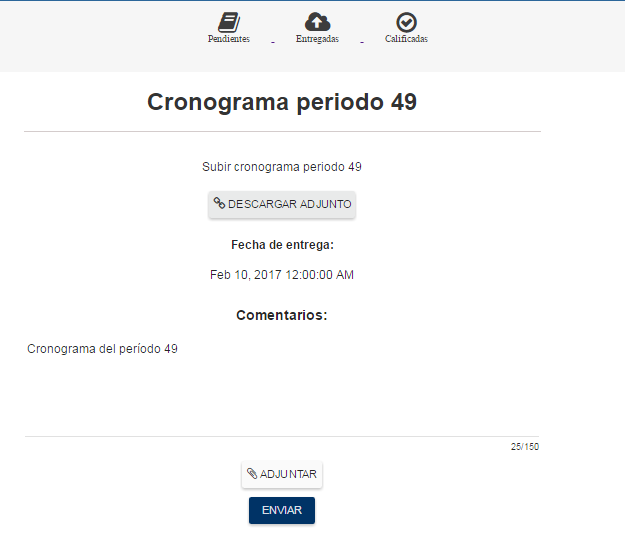 Pendientes - Entregadas - Calificadas
Cronograma periodo 49
Subir cronograma periodo 49
DESCARGAR ADJUNTO
Fecha de entrega:
Feb 10, 2017 12:00:00 AM
Comentarios:
Cronograma del período 49
25/150
ADJUNTAR
ENVIAR